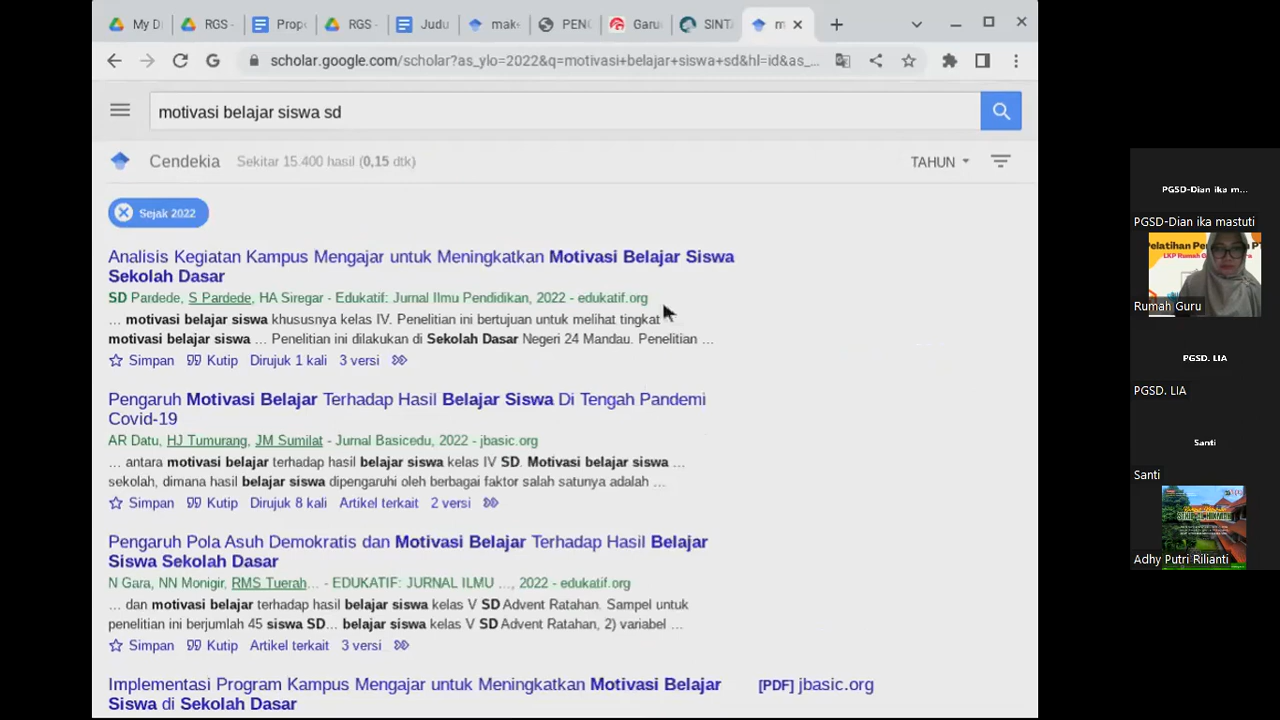 My D
RGS -
Prop
RGS -
Judu
mak
PEN
Garu
SINT
m
scholar.google.com/scholar?as_ylo=2022&q=motivasi+belajar+siswa+sd&hl=id&as_...
motivasi belajar siswa sd
Cendekia
Sekitar 15.400 hasil (0,15 dtk)
TAHUN
Sejak 2022
Analisis Kegiatan Kampus Mengajar untuk Meningkatkan Motivasi Belajar Siswa
Sekolah Dasar
SD Pardede, S Pardede, HA Siregar - Edukatif: Jurnal Ilmu Pendidikan, 2022 - edukatif.org
... motivasi belajar siswa khususnya kelas IV. Penelitian ini bertujuan untuk melihat tingkat
motivasi belajar siswa ... Penelitian ini dilakukan di Sekolah Dasar Negeri 24 Mandau. Penelitian ...
Simpan Kutip Dirujuk 1 kali 3 versi
Pengaruh Motivasi Belajar Terhadap Hasil Belajar Siswa Di Tengah Pandemi
Covid-19
AR Datu, HJ Tumurang, JM Sumilat - Jurnal Basicedu, 2022 - jbasic.org
... antara motivasi belajar terhadap hasil belajar siswa kelas IV SD. Motivasi belajar siswa ...
sekolah, dimana hasil belajar siswa dipengaruhi oleh berbagai faktor salah satunya adalah ...
Simpan Kutip Dirujuk 8 kali Artikel terkait 2 versi
Pengaruh Pola Asuh Demokratis dan Motivasi Belajar Terhadap Hasil Belajar
Siswa Sekolah Dasar
N Gara, NN Monigir, RMS Tuerah... - EDUKATIF: JURNAL ILMU ..., 2022 - edukatif.org
... dan motivasi belajar terhadap hasil belajar siswa kelas V SD Advent Ratahan. Sampel untuk
penelitian ini berjumlah 45 siswa SD... belajar siswa kelas V SD Advent Ratahan, 2) variabel ...
Simpan Kutip Artikel terkait 3 versi
Implementasi Program Kampus Mengajar untuk Meningkatkan Motivasi Belajar
Siswa di Sekolah Dasar
[PDF] jbasic.org
PGSD-Dian ika m...
PGSD-Dian ika mastuti
Pelatihan
LKP Rumah G
Rumah Guru
PGSD. LIA
PGSD. LIA
Santi
Santi
Adhy Putri Rilianti